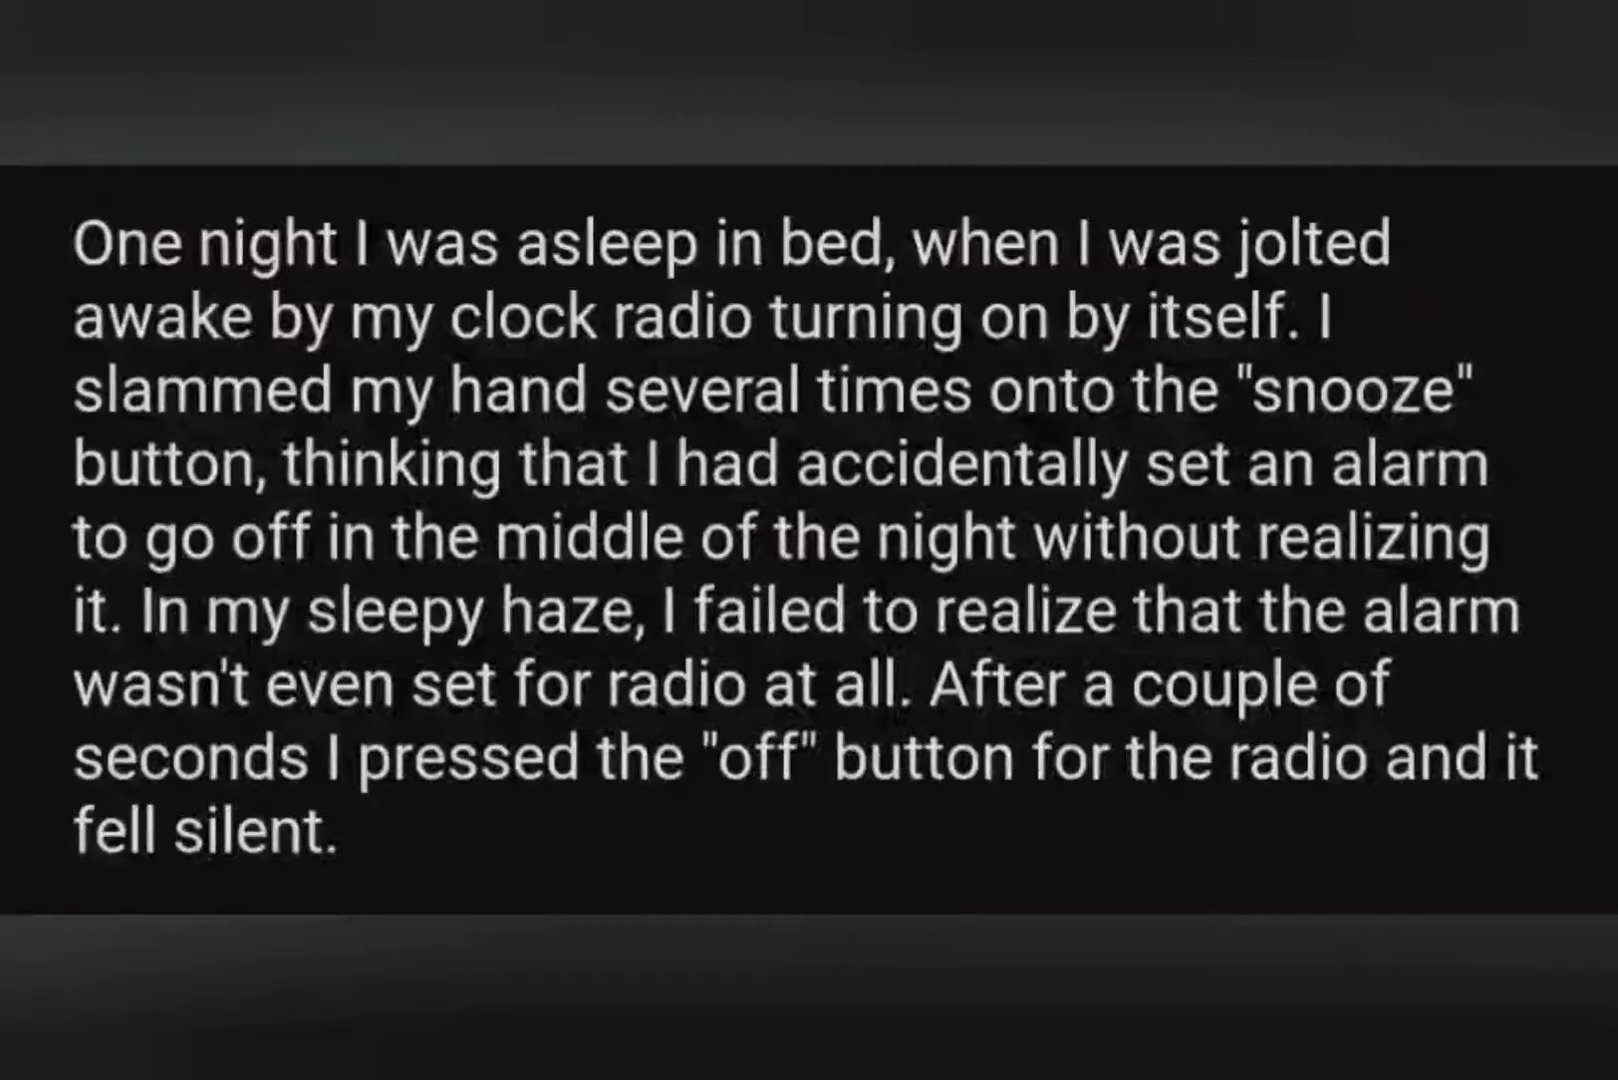 One night I was asleep in bed, when I was jolted
awake by my clock radio turning on by itself. I
slammed my hand several times onto the "snooze"
button, thinking that I had accidentally set an alarm
to go off in the middle of the night without realizing
it. In my sleepy haze, I failed to realize that the alarm
wasn't even set for radio at all. After a couple of
seconds I pressed the "off" button for the radio and it
fell silent.